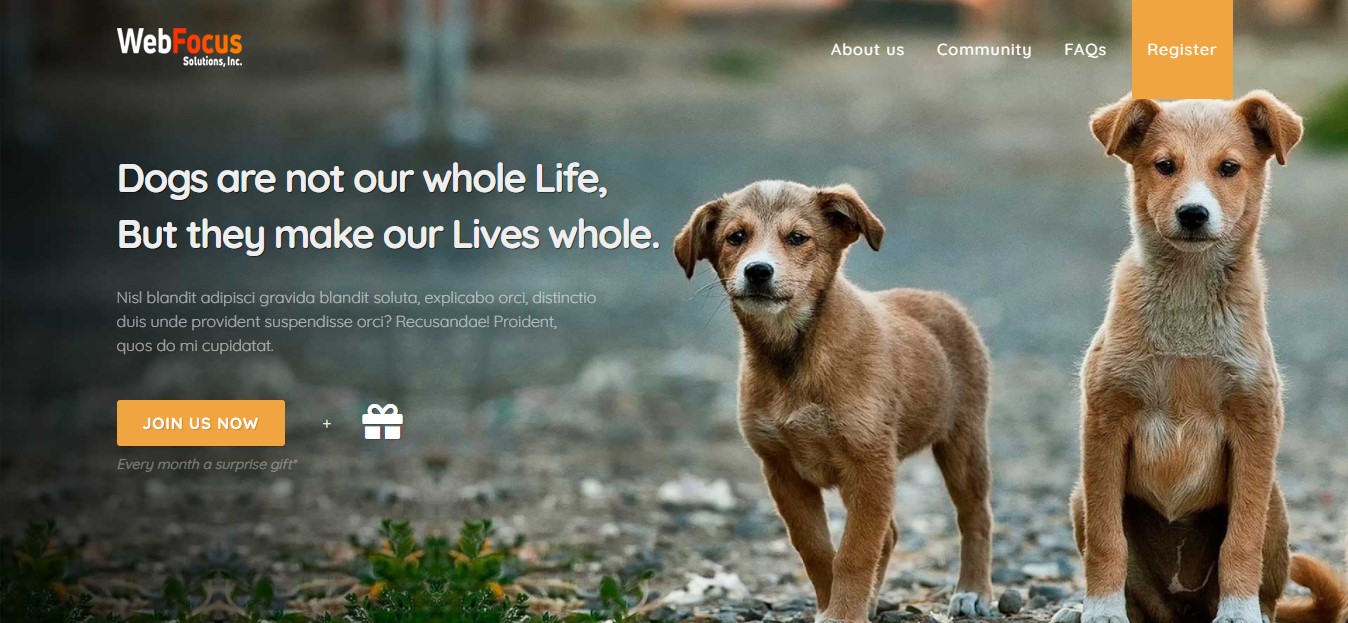 WebFocus
Solutions, Inc.
About us Community FAQs Register
Dogs are not our whole Life,
But they make our Lives whole.
Nisl blandit adipisci gravida blandit soluta, explicabo orci, distinctio
duis unde provident suspendisse orci? Recusandae! Proident,
quos do mi cupidatat.
JOIN US NOW +
Every month a surprise gift*